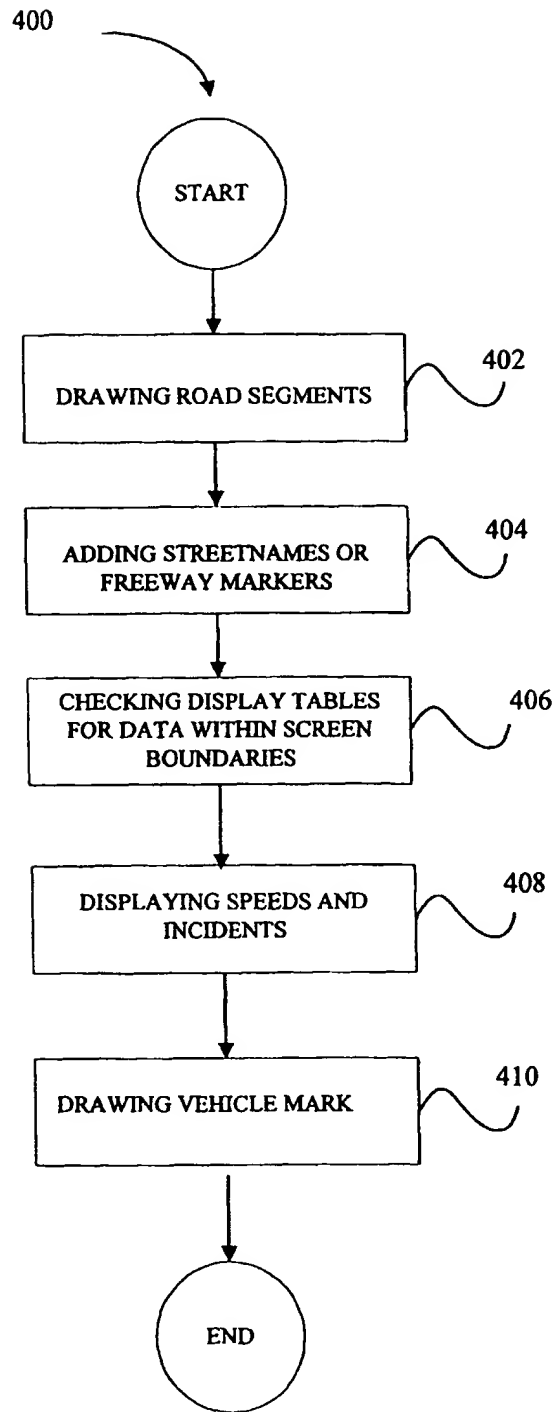 400
START
402
DRAWING ROAD SEGMENTS
404
ADDING STREETNAMES OR
FREEWAY MARKERS
406
CHECKING DISPLAY TABLES
FOR DATA WITHIN SCREEN
BOUNDARIES
408
DISPLAYING SPEEDS AND
INCIDENTS
410
DRAWING VEHICLE MARK
END